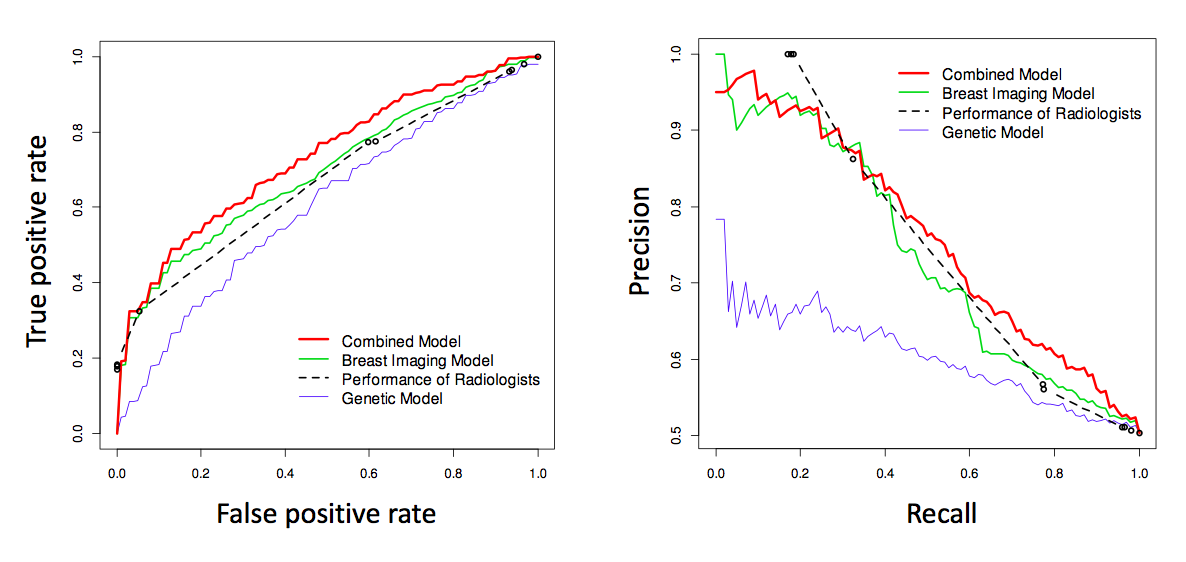 True positive rate
1.0
0.8
0.6
0.4
0.2
0.0
Combined Model
Breast Imaging Model
Performance of Radiologists
Genetic Model
0.0 0.2 0.4 0.6 0.8 1.0
False positive rate
Precision
1.0
0.9
0.8
0.7
0.6
0.5
Combined Model
Breast Imaging Model
Performance of Radiologists
Genetic Model
0.0 0.2 0.4 0.6 0.8 1.0
Recall